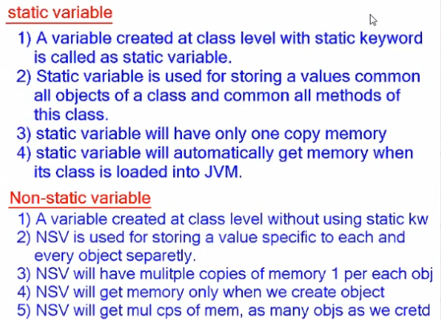 static variable
1) A variable created at class level with static keyword
is called as static variable.
2) Static variable is used for storing a values common
all objects of a class and common all methods of
this class.
3) static variable will have only one copy memory
4) static variable will automatically get memory when
its class is loaded into JVM.
Non-static variable
1) A variable created at class level without using static kw
2) NSV is used for storing a value specific to each and
every object separetly.
3) NSV will have mulitple copies of memory 1 per each obj
4) NSV will get memory only when we create object
5) NSV will get mul cps of mem, as many objs as we cretd